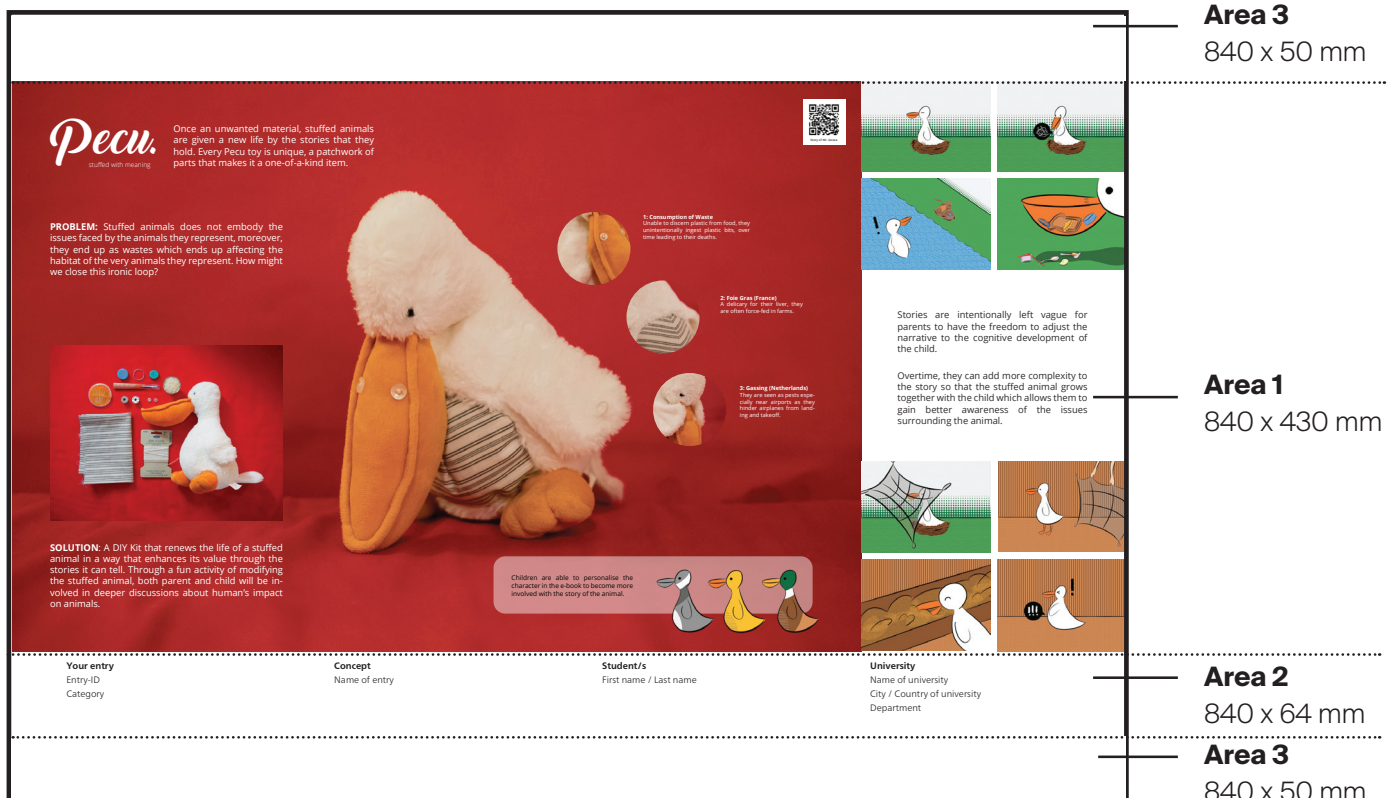 Area 3
840 x 50 mm
Pecu.
stuffed with meaning
Once an unwanted material, stuffed animals
are given a new life by the stories that they
hold. Every Pecu toy is unique, a patchwork of
parts that makes it a one-of-a-kind item.
PROBLEM: Stuffed animals does not embody the
issues faced by the animals they represent, moreover,
they end up as wastes which ends up affecting the
habitat of the very animals they represent. How might
we close this ironic loop?
1: Consumption of Waste
Unable to discern plastic from food, they
unintentionally ingest plastic bits, over
time leading to their deaths.
2: Foie Gras (France)
A delicary for their liver, they
are often force-fed in farms.
3: Gassing (Netherlands)
They are seen as pests espe-
cially near airports as they
hinder airplanes from land-
ing and takeoff.
SOLUTION: A DIY Kit that renews the life of a stuffed
animal in a way that enhances its value through the
stories it can tell. Through a fun activity of modifying
the stuffed animal, both parent and child will be in-
volved in deeper discussions about human's impact
on animals.
Children are able to personalise the
character in the e-book to become more
involved with the story of the animal.
!
Stories are intentionally left vague for
parents to have the freedom to adjust the
narrative to the cognitive development of
the child.
Overtime, they can add more complexity to
the story so that the stuffed animal grows
together with the child which allows them to
gain better awareness of the issues
surrounding the animal.
!
!!!
Area 1
840 x 430 mm
Your entry
Entry-ID
Category
Concept
Name of entry
Student/s
First name / Last name
University
Name of university
City / Country of university
Department
Area 2
840 x 64 mm
Area 3
840 x 50 mm